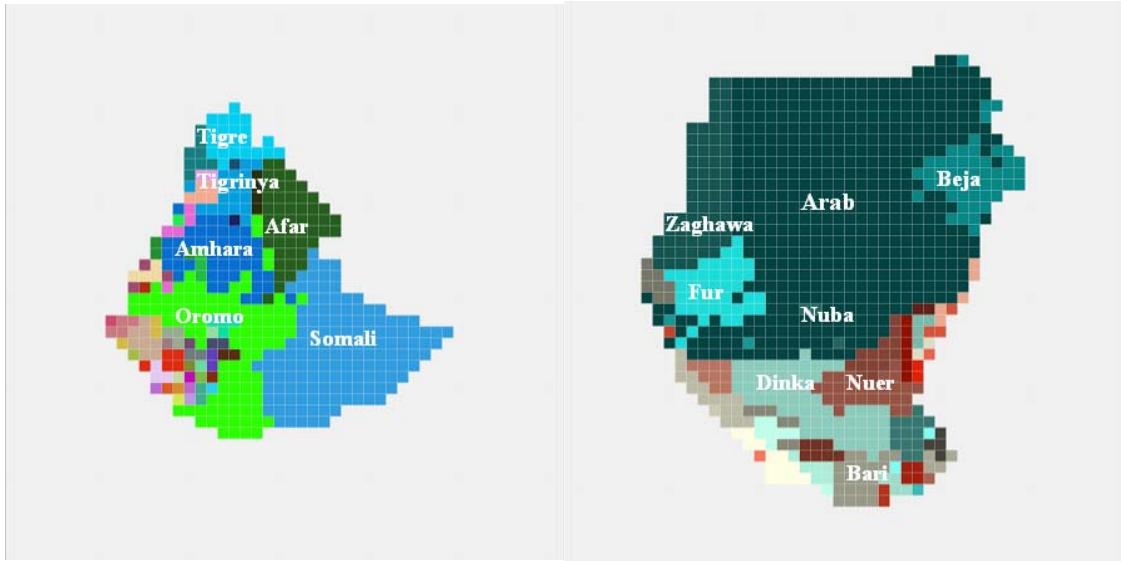 Tigre
Tigrinya
Afar
Amhara
Oromo
Somali
Beja
Arab
Zaghawa
Fur
Nuba
Dinka
Nuer
Bari